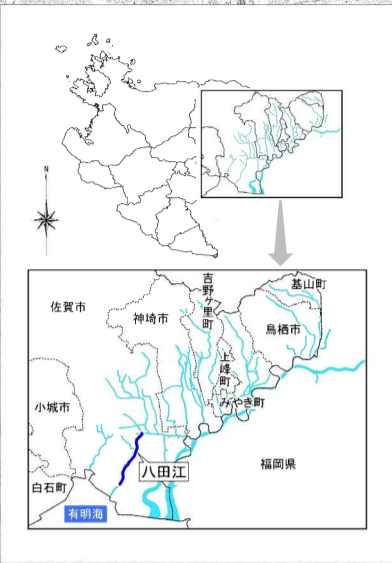 N
佐賀市
神埼市
吉野ヶ里町
基山町
鳥栖市
上峰町
みやき町
小城市
八田江
福岡県
白石町
有明海